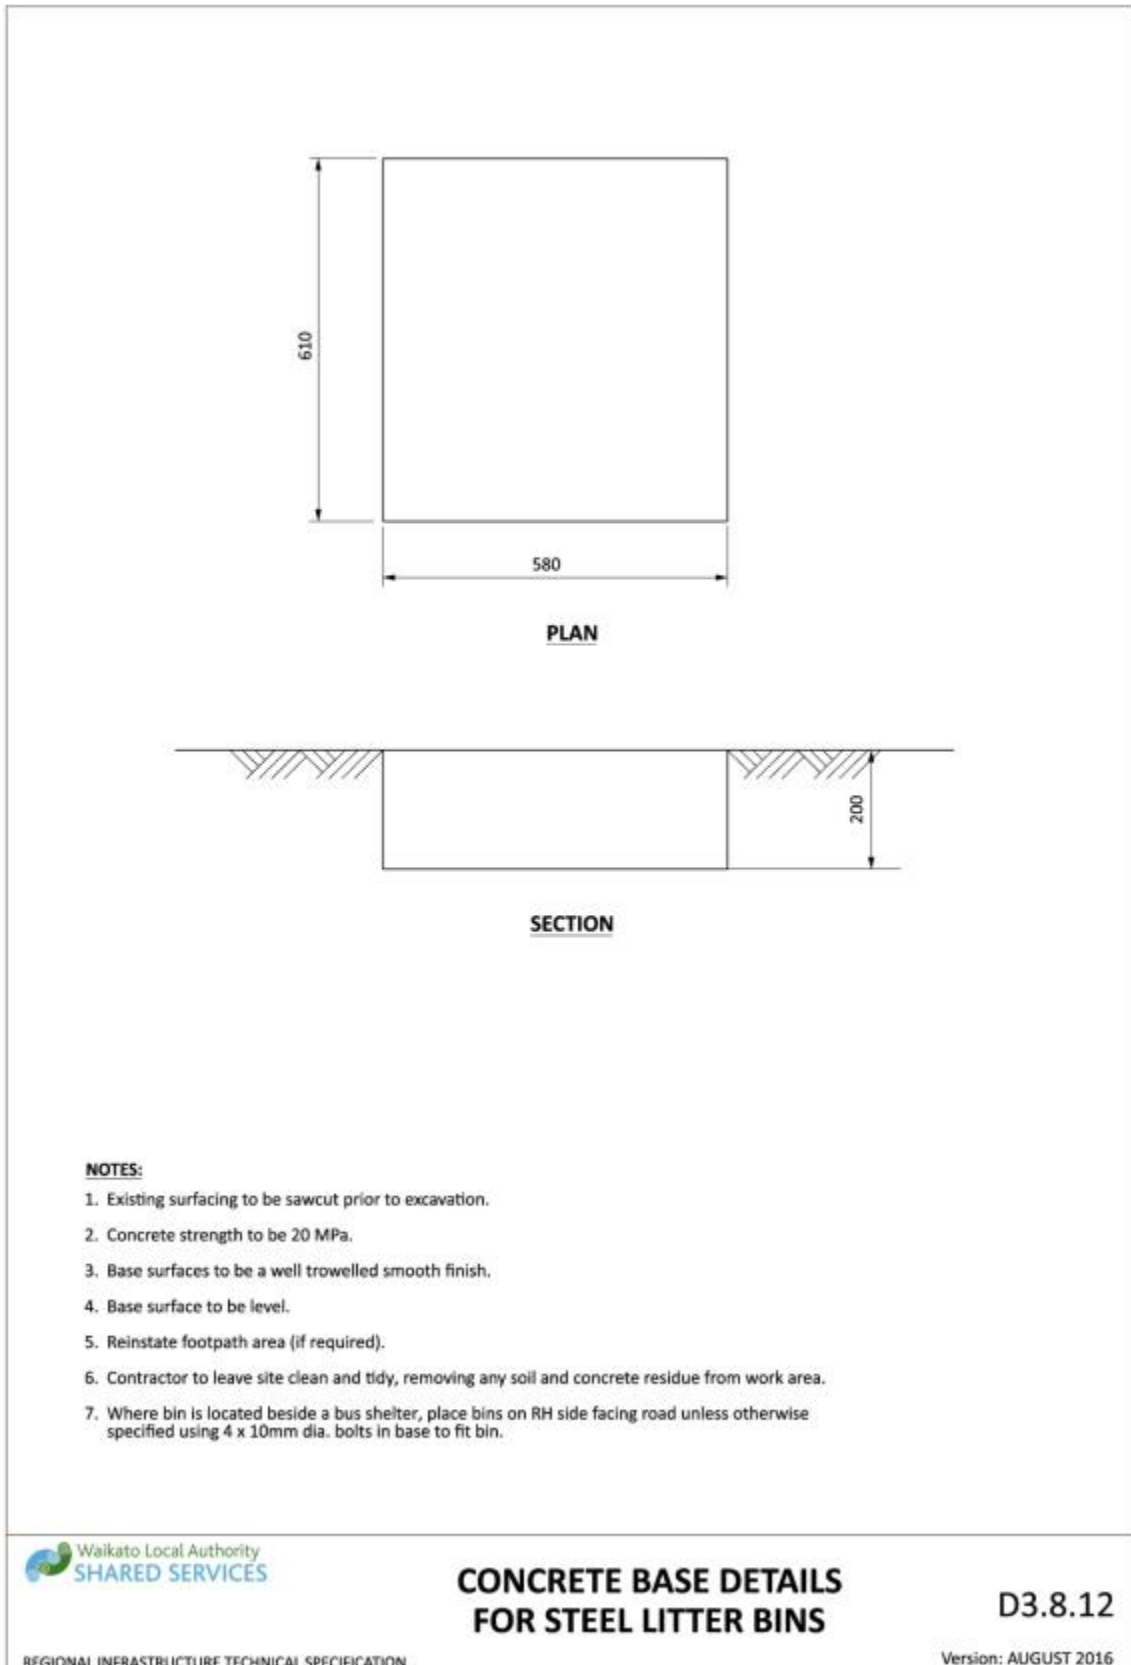 610
580
PLAN
200
SECTION
NOTES:
1. Existing surfacing to be sawcut prior to excavation.
2. Concrete strength to be 20 MPa.
3. Base surfaces to be a well trowelled smooth finish.
4. Base surface to be level.
5. Reinstate footpath area (if required).
6. Contractor to leave site clean and tidy, removing any soil and concrete residue from work area.
7. Where bin is located beside a bus shelter, place bins on RH side facing road unless otherwise
specified using 4 x 10mm dia. bolts in base to fit bin.
Waikato Local Authority
SHARED SERVICES
CONCRETE BASE DETAILS
FOR STEEL LITTER BINS
D3.8.12
REGIONAL INFRASTRUCTURE TECHNICAL SPECIFICATION
Version: AUGUST 2016